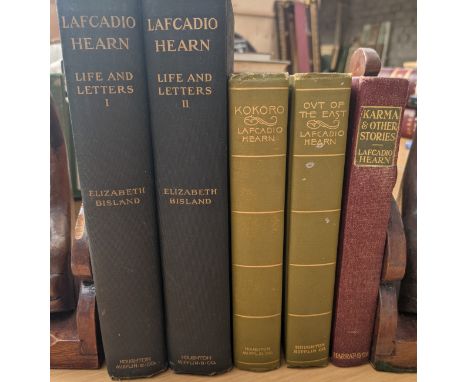 LAFCADIO
HEARN
LIFE AND
LETTERS
I
ELIZABETH
BISLAND
HOUGHTON
MIFFLIN & CO.
LAFCADIO
HEARN
LIFE AND
LETTERS
II
ELIZABETH
BISLAND
HOUGHTON
MIFFLIN & CO.
KOKORO
LAFCADIO
HEARN
HOUGHTON
MIFFLIN & CO.
OVT OF
THE EAST
LAFCADIO
HEARN
HOUGHTON
MIFFLIN & CO.
KARMA
& OTHER
STORIES
LAFCADIO
HEARN
HARRAP